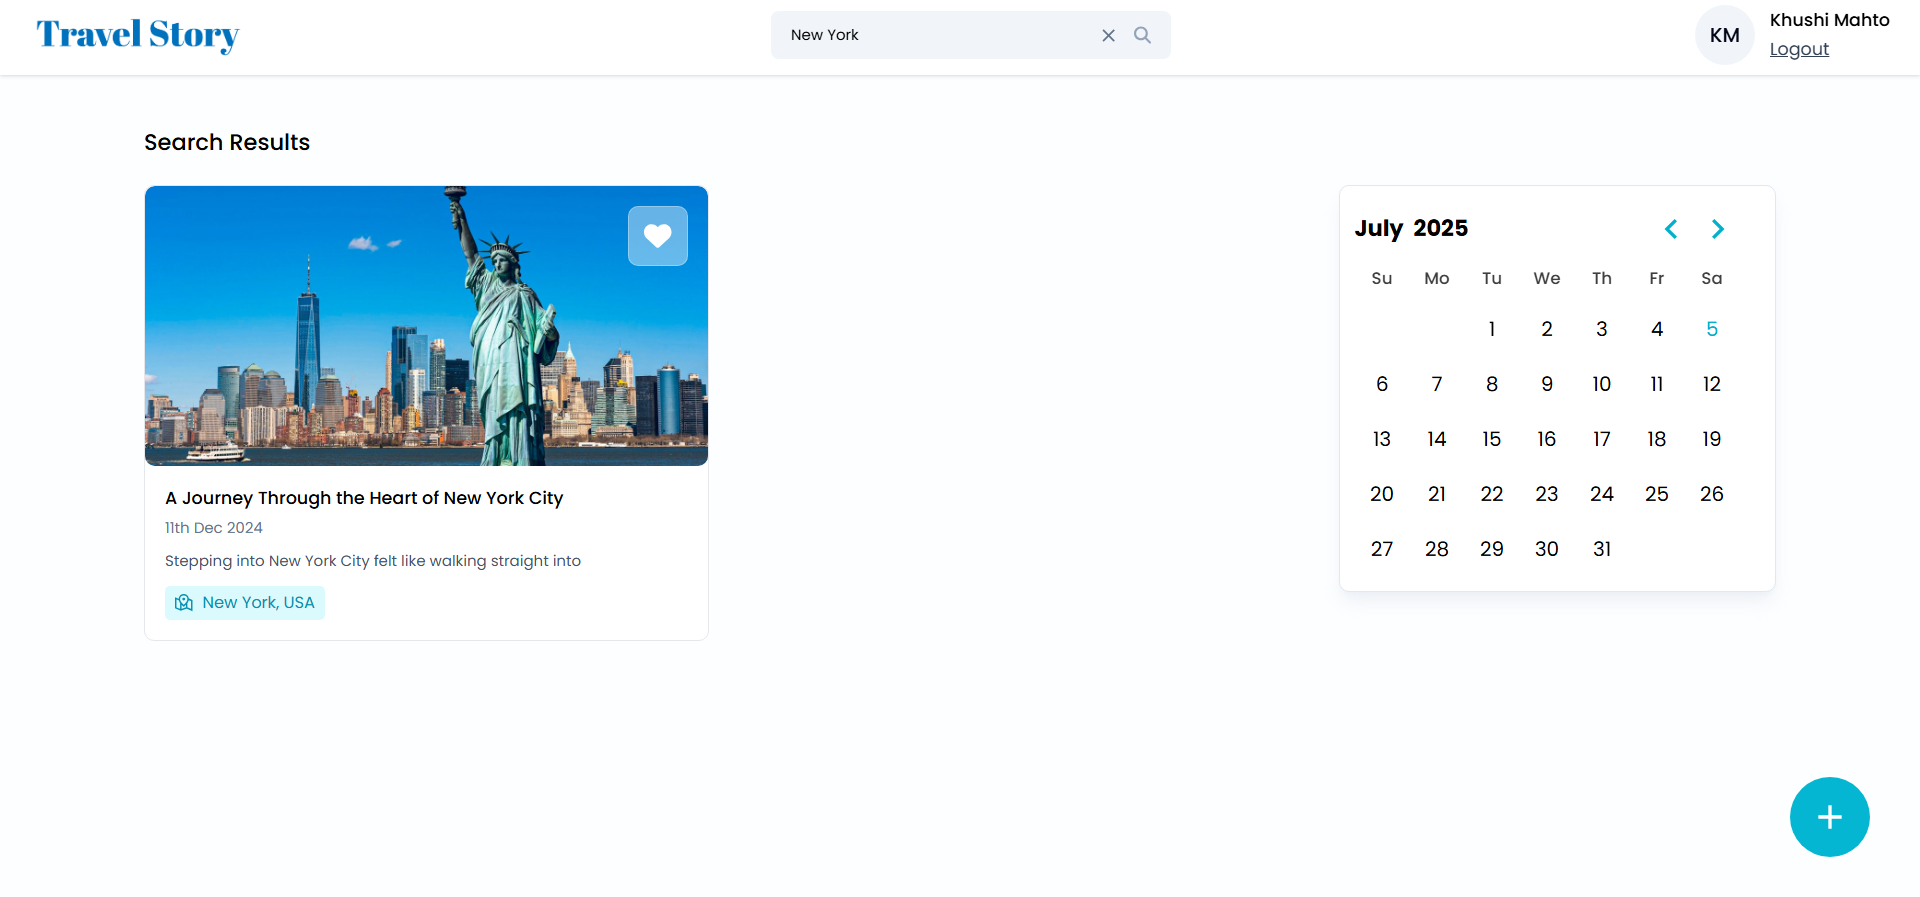 Travel Story
New York
KM
Khushi Mahto
Logout
Search Results
A Journey Through the Heart of New York City
11th Dec 2024
Stepping into New York City felt like walking straight into
New York, USA
July 2025
Su Mo Tu We Th Fr Sa
1 2 3 4 5
6 7 8 9 10 11 12
13 14 15 16 17 18 19
20 21 22 23 24 25 26
27 28 29 30 31